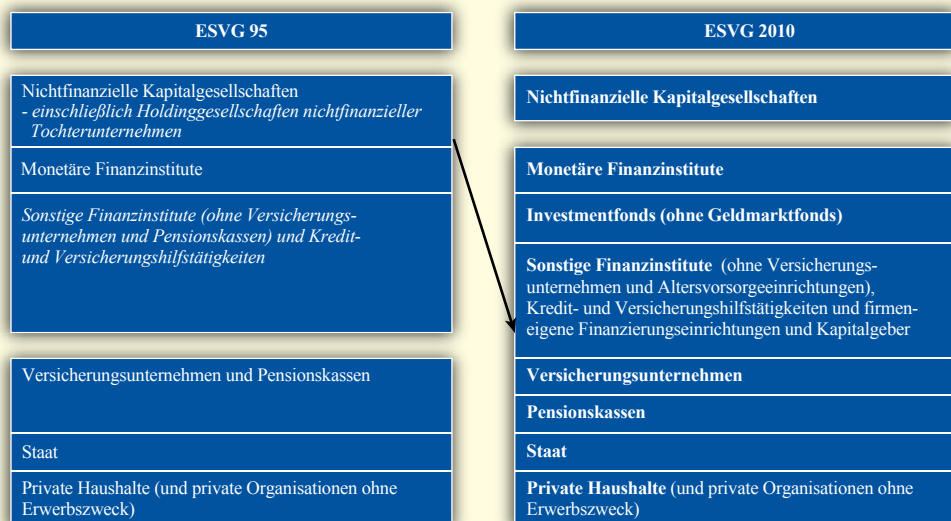 ESVG 95
Nichtfinanzielle Kapitalgesellschaften
- einschließlich Holdinggesellschaften nichtfinanzieller
Tochterunternehmen
Monetäre Finanzinstitute
Sonstige Finanzinstitute (ohne Versicherungs-
unternehmen und Pensionskassen) und Kredit-
und Versicherungshilfstätigkeiten
Versicherungsunternehmen und Pensionskassen
Staat
Private Haushalte (und private Organisationen ohne
Erwerbszweck)
ESVG 2010
Nichtfinanzielle Kapitalgesellschaften
Monetäre Finanzinstitute
Investmentfonds (ohne Geldmarktfonds)
Sonstige Finanzinstitute (ohne Versicherungs-
unternehmen und Altersvorsorgeeinrichtungen),
Kredit- und Versicherungshilfstätigkeiten und firmen-
eigene Finanzierungseinrichtungen und Kapitalgeber
Versicherungsunternehmen
Pensionskassen
Staat
Private Haushalte (und private Organisationen ohne
Erwerbszweck)